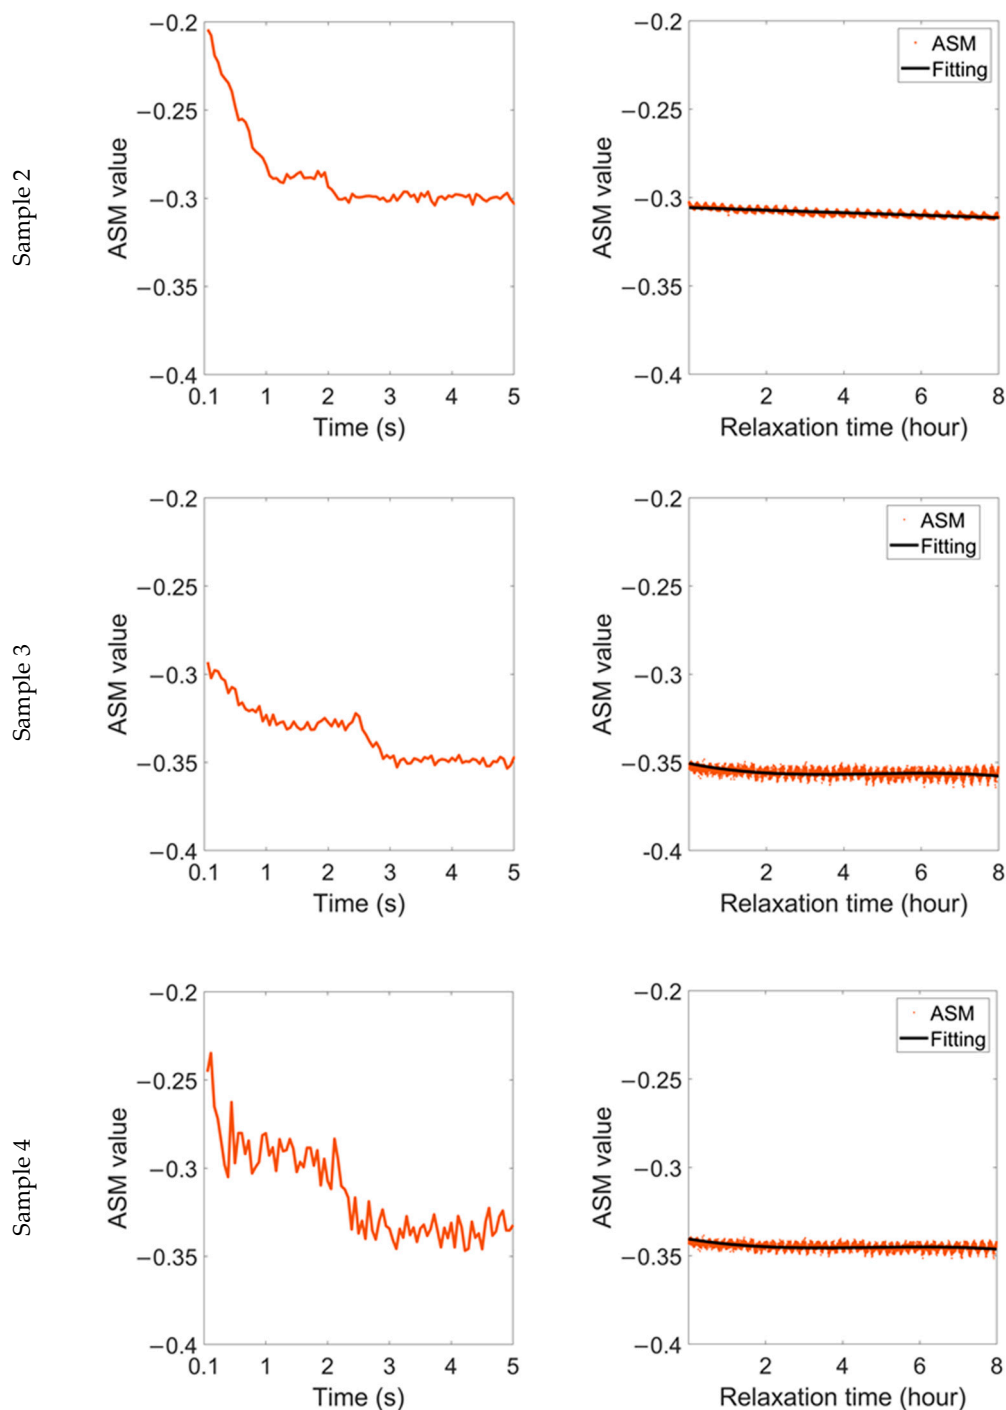 Sample 2
ASM value
−0.2
−0.25
−0.3
−0.35
−0.4
0.1 1 2 3 4 5
Time (s)
ASM value
−0.2
−0.25
−0.3
−0.35
−0.4
2 4 6 8
Relaxation time (hour)
ASM
Fitting
Sample 3
ASM value
−0.2
−0.25
−0.3
−0.35
−0.4
0.1 1 2 3 4 5
Time (s)
ASM value
−0.2
−0.25
−0.3
−0.35
-0.4
2 4 6 8
Relaxation time (hour)
ASM
Fitting
Sample 4
ASM value
−0.2
−0.25
−0.3
−0.35
−0.4
0.1 1 2 3 4 5
Time (s)
ASM value
−0.2
−0.25
−0.3
−0.35
−0.4
2 4 6 8
Relaxation time (hour)
ASM
Fitting